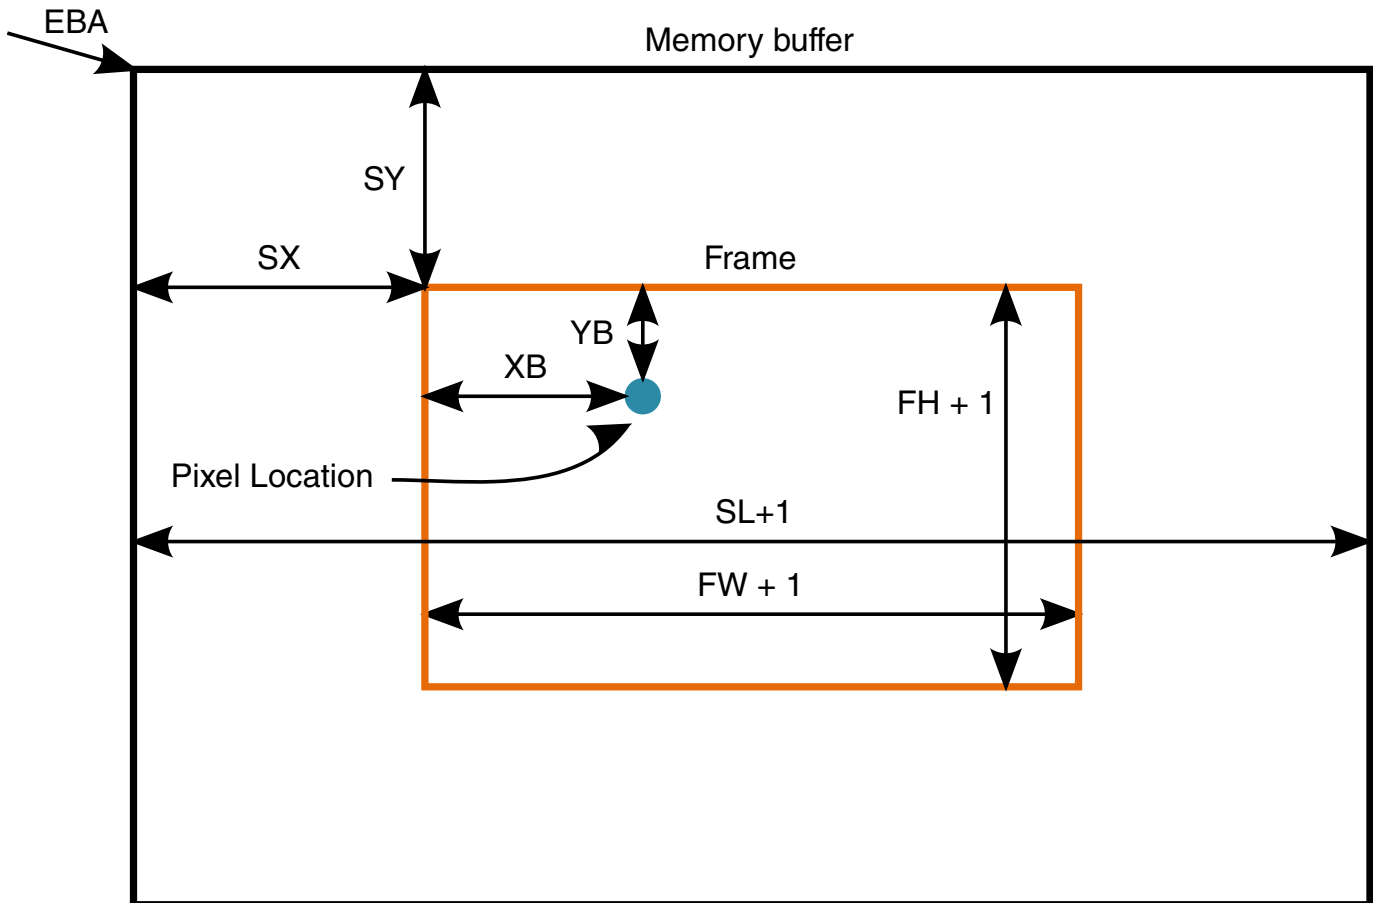 EBA
Memory buffer
SY
SX
Frame
YB
XB
FH + 1
Pixel Location
SL+1
FW + 1